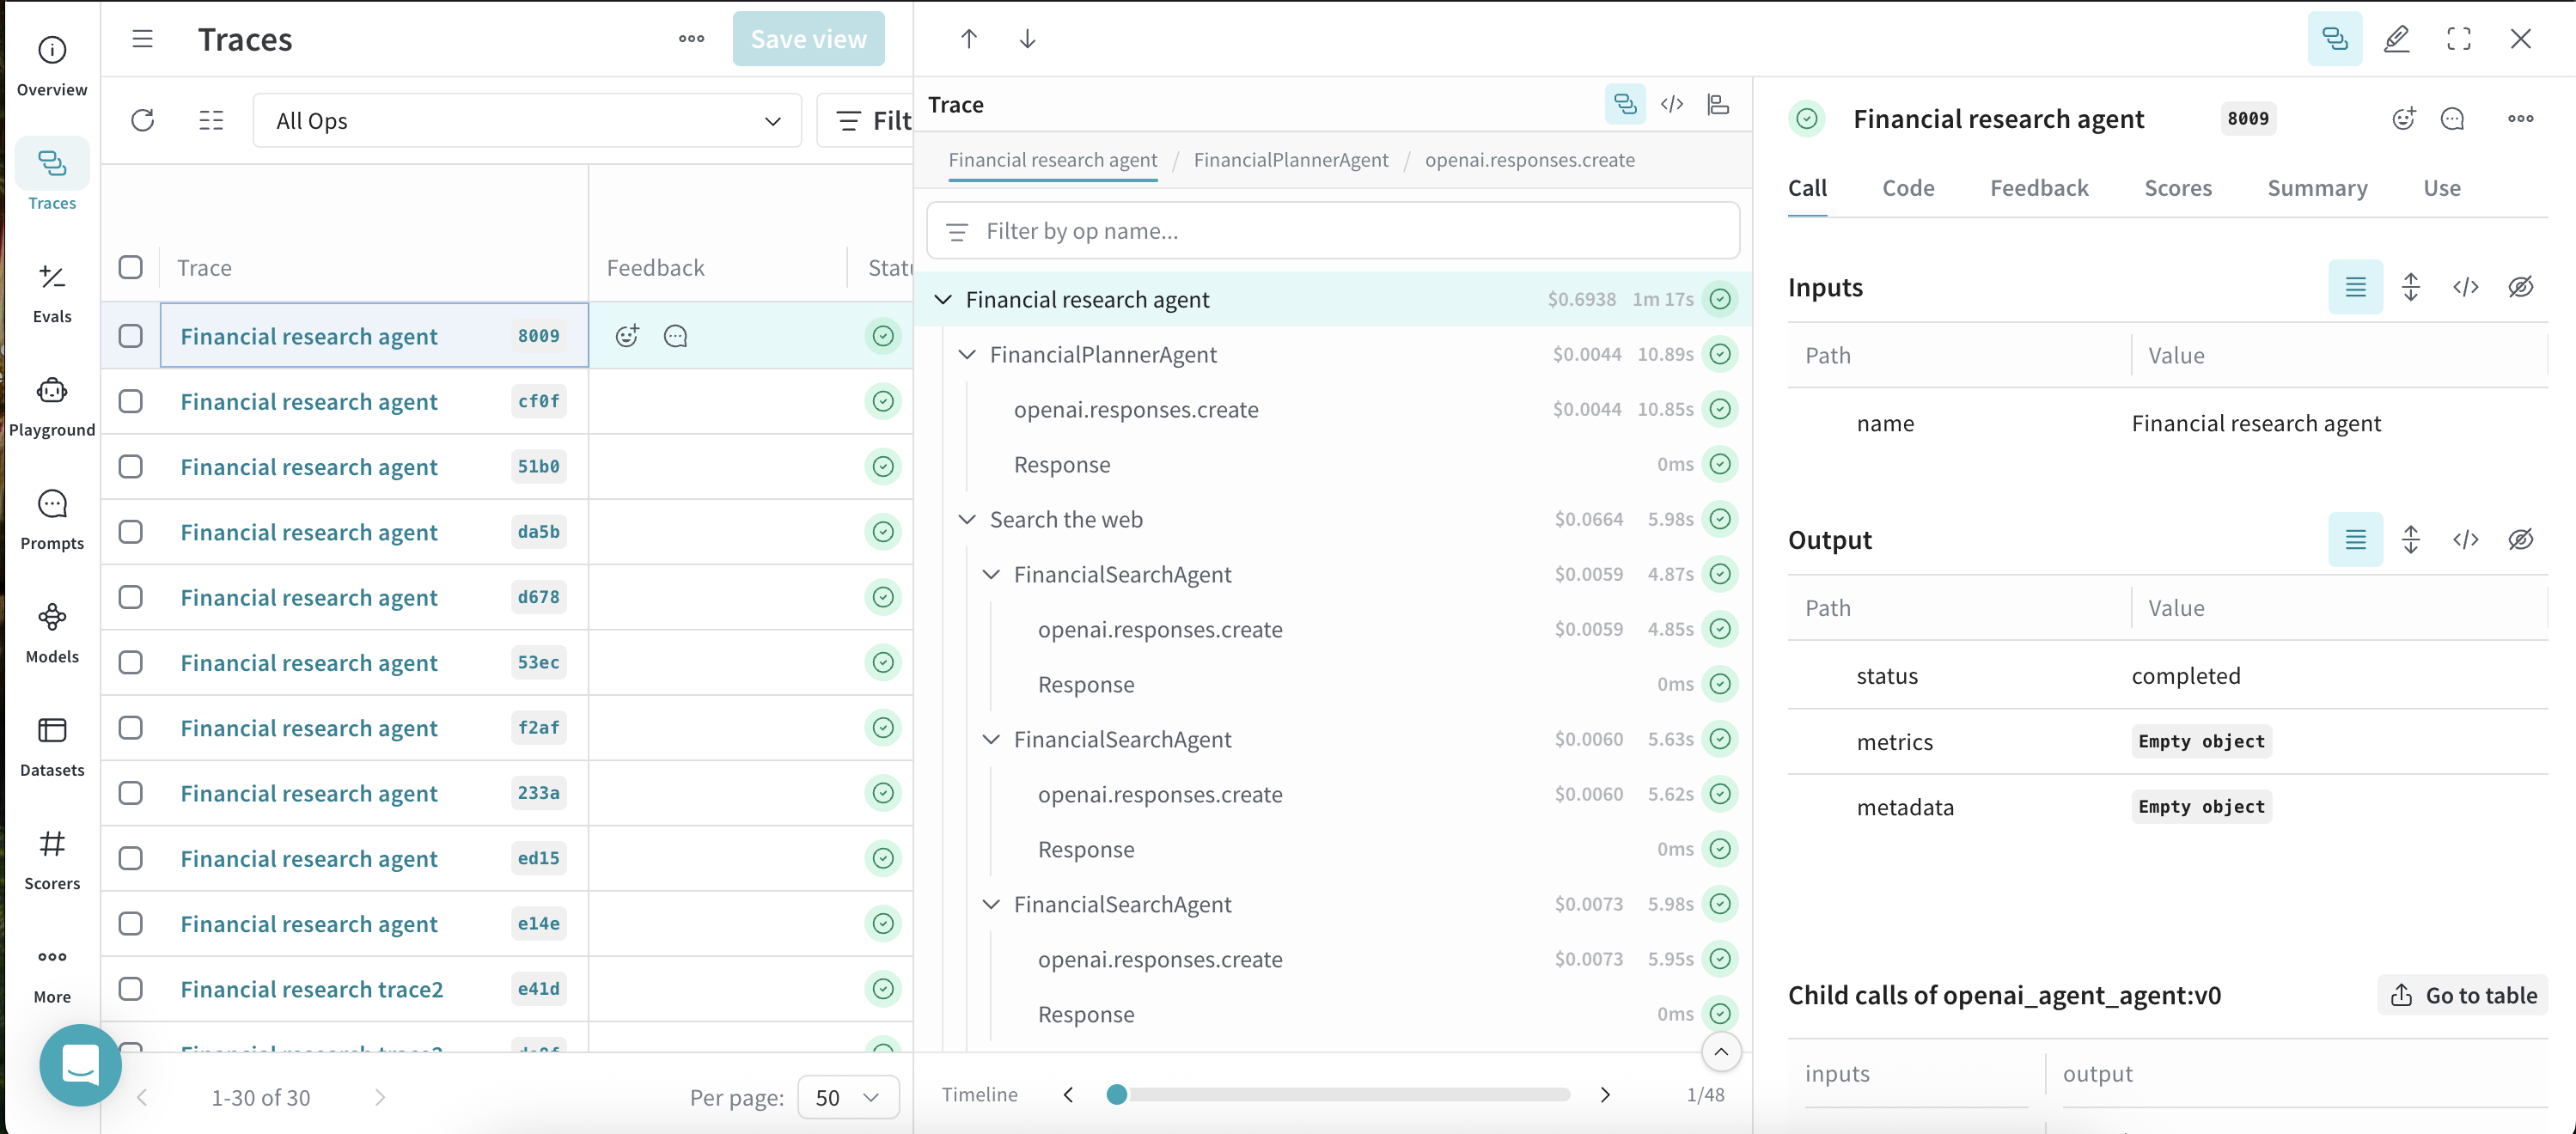 Overview
Traces
Evals
Playground
Prompts
Models
Datasets
Scorers
More
Traces
Save view
All Ops
Filt
Trace
Feedback
Statu
Financial research agent 8009
Financial research agent cf0f
Financial research agent 51b0
Financial research agent da5b
Financial research agent d678
Financial research agent 53ec
Financial research agent f2af
Financial research agent 233a
Financial research agent ed15
Financial research agent e14e
Financial research trace2 e41d
1-30 of 30
Per page: 50
Trace
Financial research agent / FinancialPlannerAgent / openai.responses.create
Filter by op name...
Financial research agent $0.6938 1m 17s
FinancialPlannerAgent $0.0044 10.89s
openai.responses.create $0.0044 10.85s
Response 0ms
Search the web $0.0664 5.98s
FinancialSearchAgent $0.0059 4.87s
openai.responses.create $0.0059 4.85s
Response 0ms
FinancialSearchAgent $0.0060 5.63s
openai.responses.create $0.0060 5.62s
Response 0ms
FinancialSearchAgent $0.0073 5.98s
openai.responses.create $0.0073 5.95s
Response 0ms
Timeline
1/48
Financial research agent 8009
Call Code Feedback Scores Summary Use
Inputs
Path Value
name Financial research agent
Output
Path Value
status completed
metrics Empty object
metadata Empty object
Child calls of openai_agent_agent:v0 Go to table
inputs output